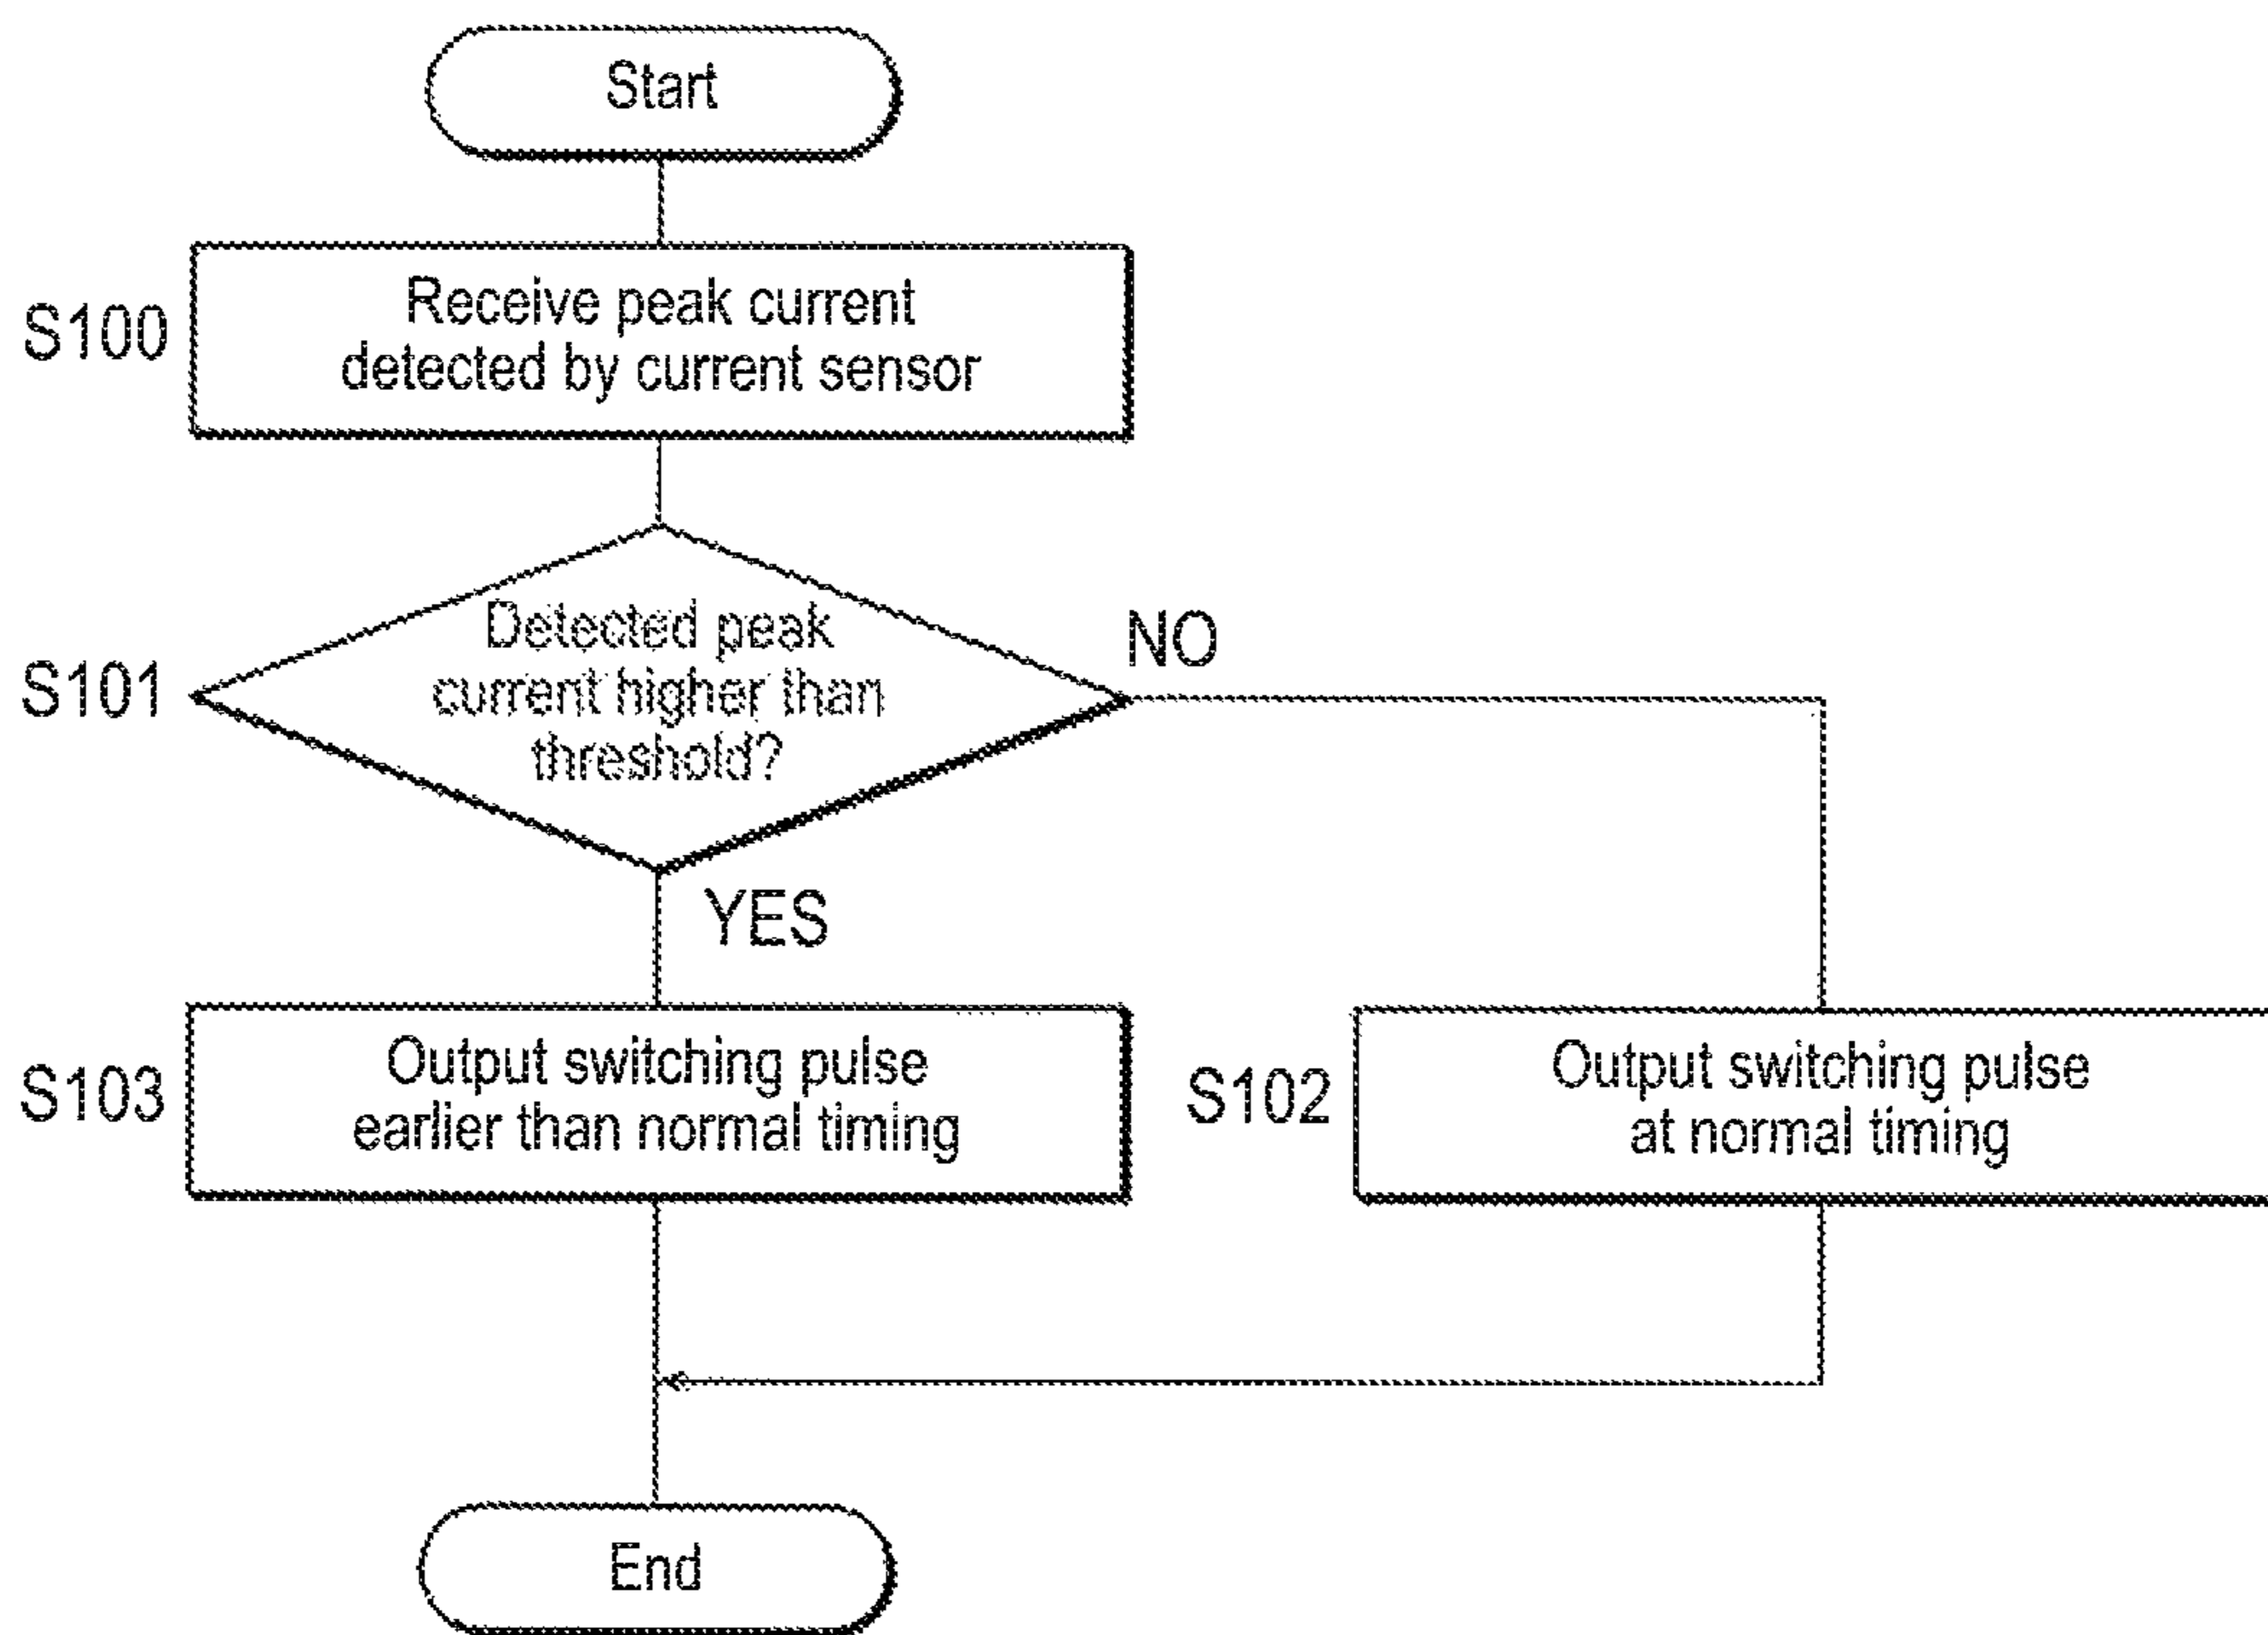 Start
S100
Receive peak current
detected by current sensor
S101
Detected peak
current higher than
threshold?
NO
YES
S103
Output switching pulse
earlier than normal timing
S102
Output switching pulse
at normal timing
End